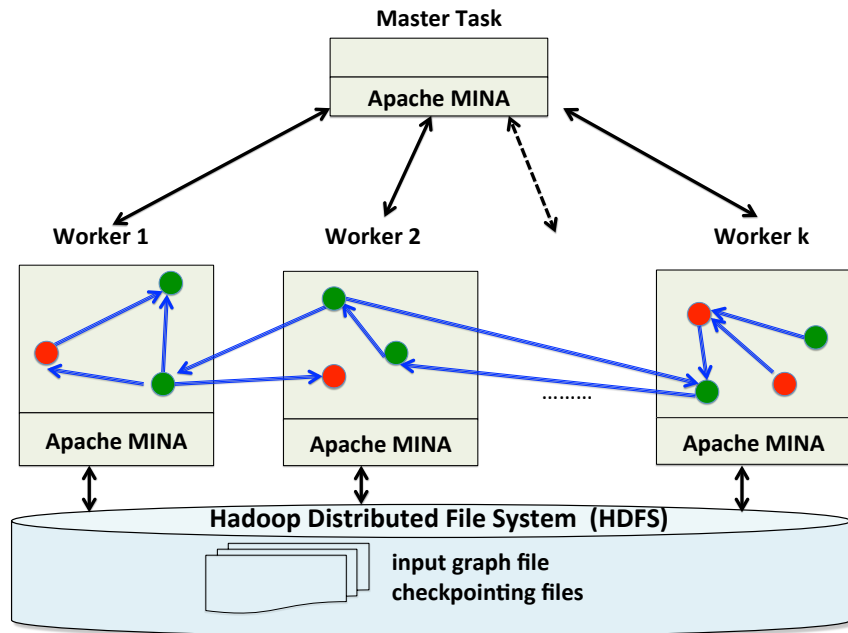 Master Task
Apache MINA
Worker 1
Worker 2
Worker k
………
Apache MINA
Apache MINA
Apache MINA
Hadoop Distributed File System (HDFS)
input graph file
checkpointing files